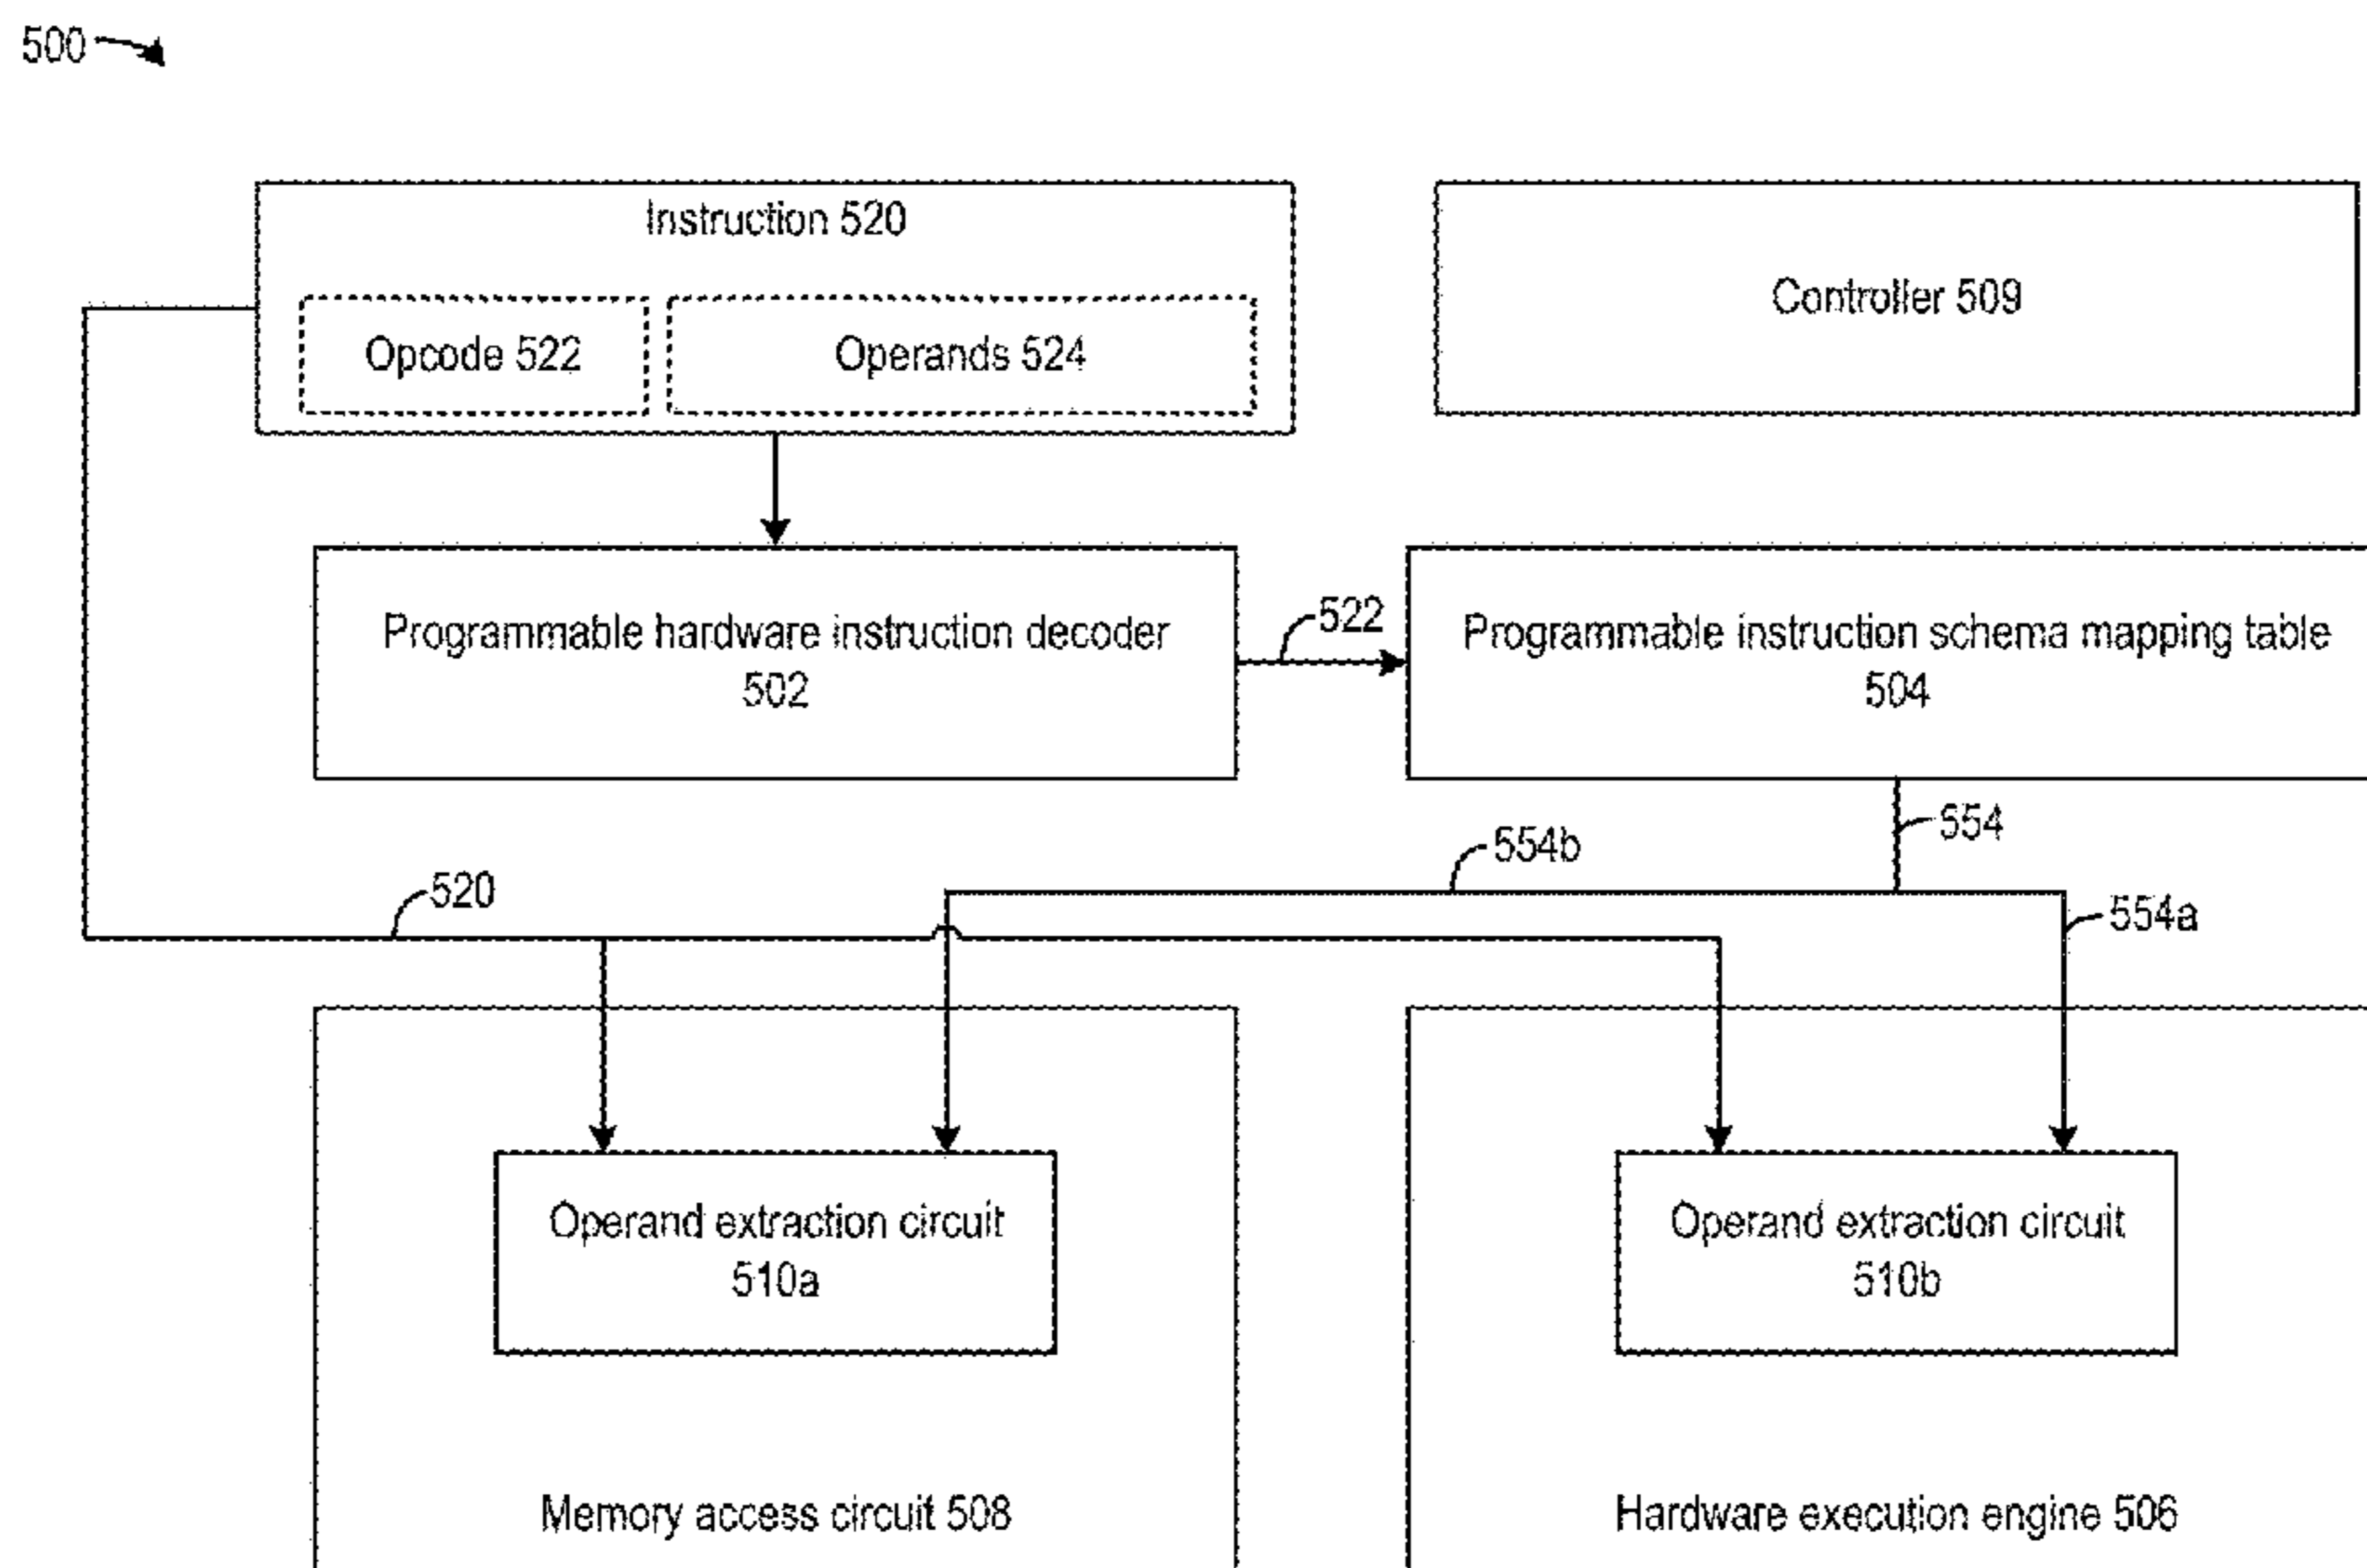 500
Instruction 520
Controller 509
Opcode 522
Operands 524
Programmable hardware instruction decoder
502
522
Programmable instruction schema mapping table
504
554
554b
520
554a
Operand extraction circuit
510a
Operand extraction circuit
510b
Memory access circuit 508
Hardware execution engine 506